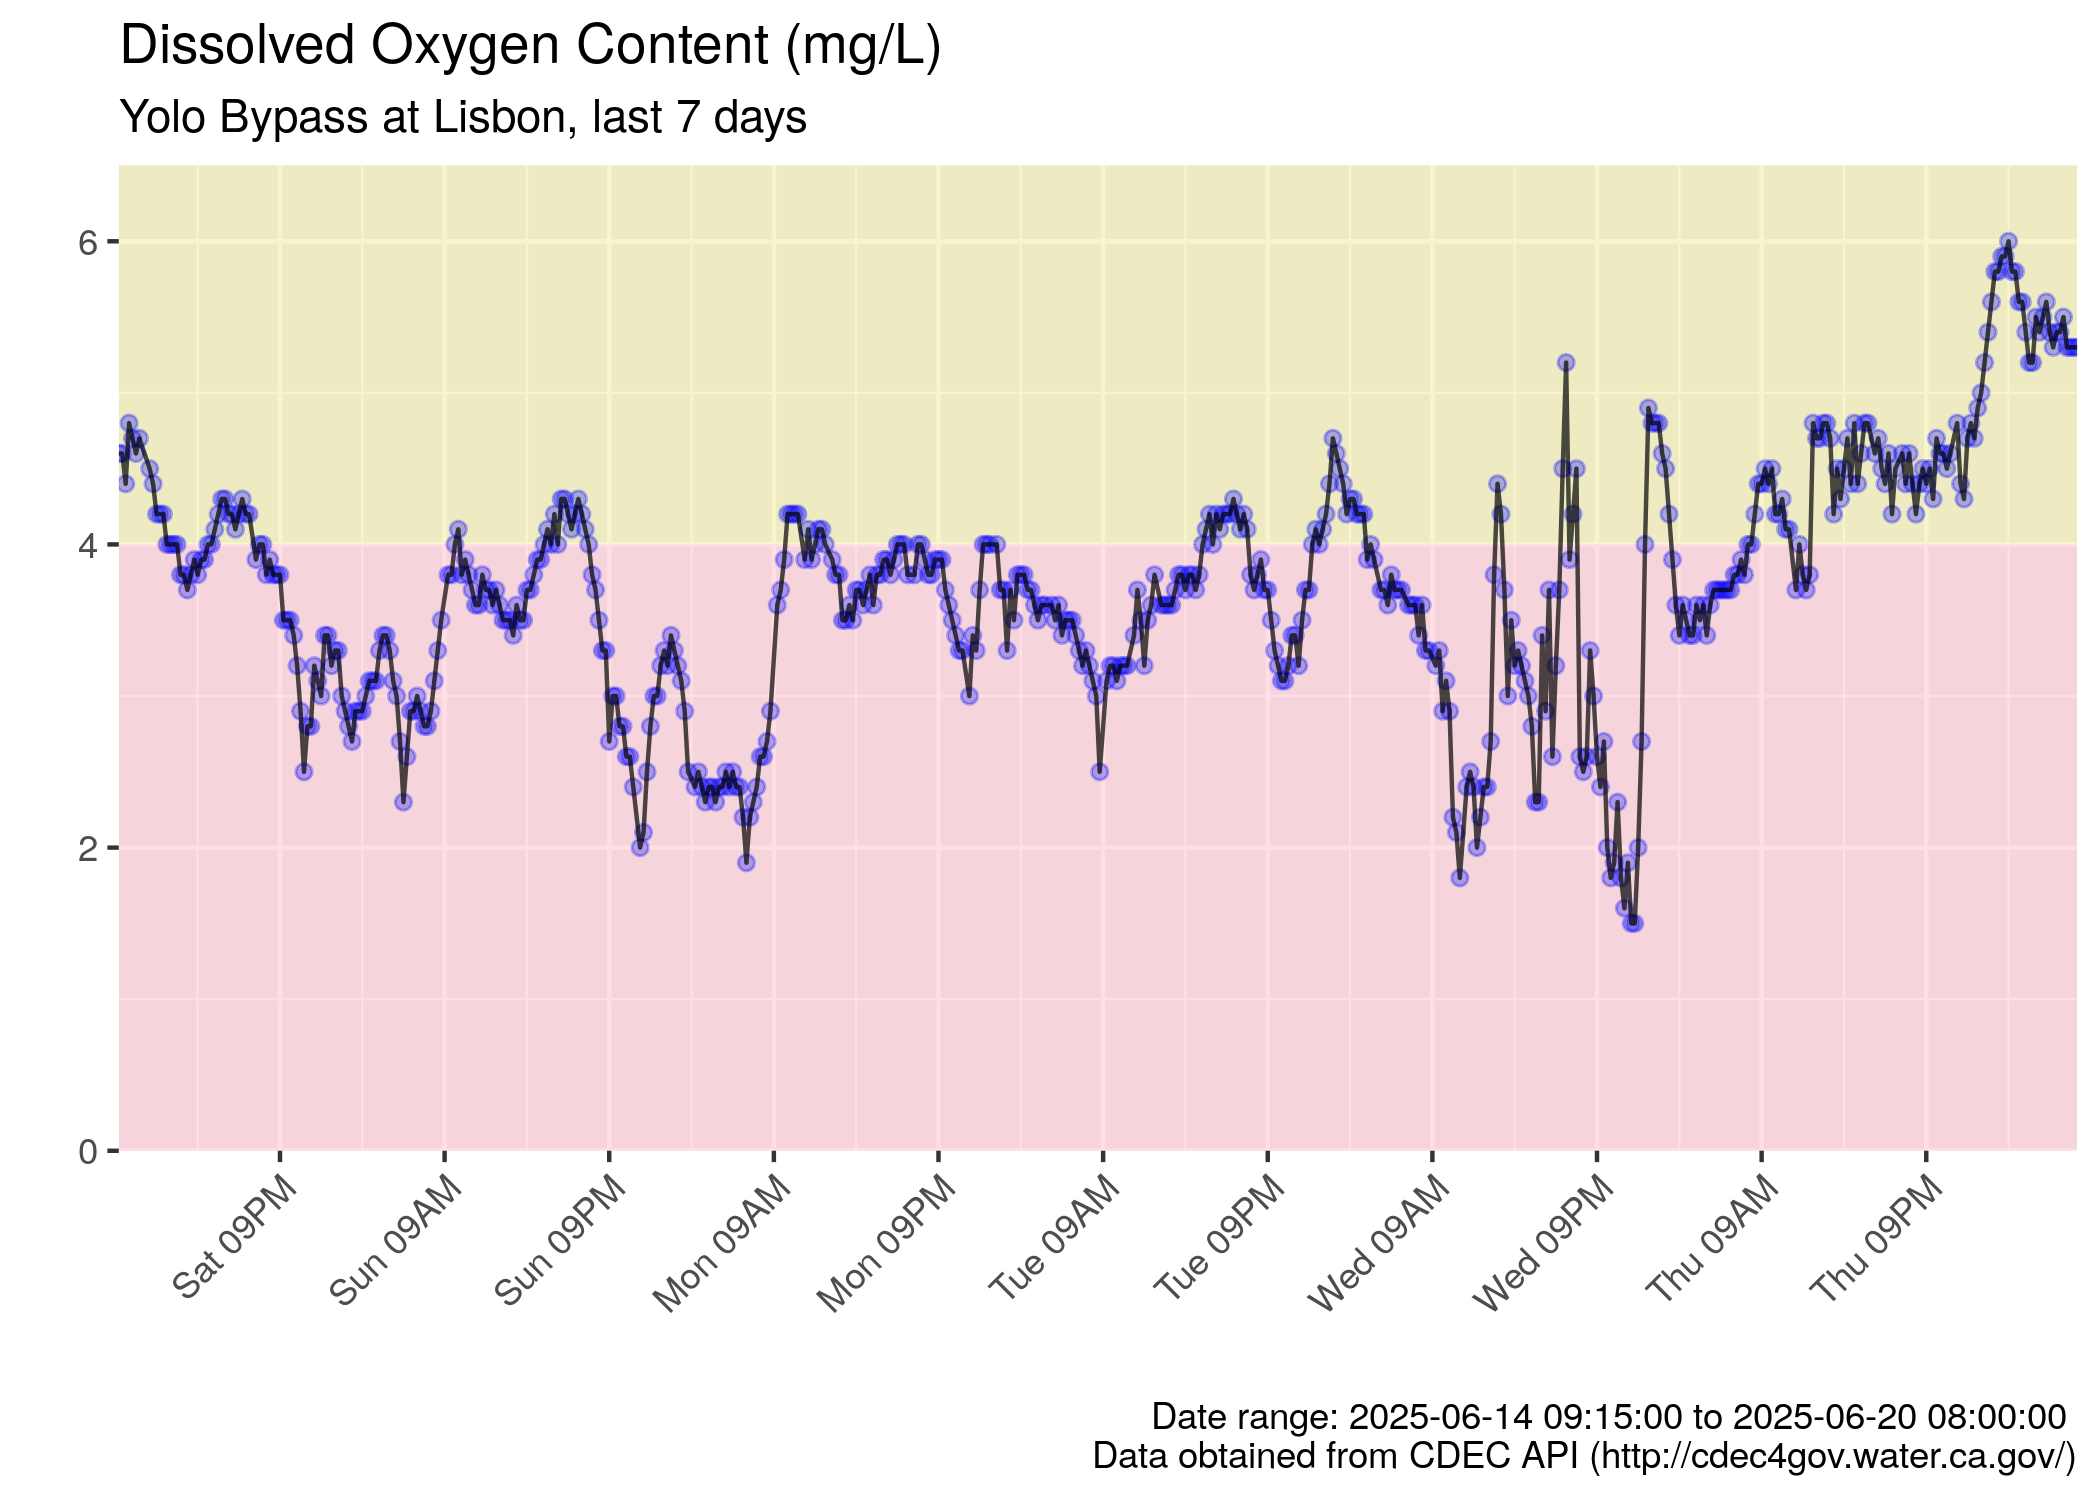 Dissolved Oxygen Content (mg/L)
Yolo Bypass at Lisbon, last 7 days
6
4
2
0
Sat 09PM
Sun 09AM
Sun 09PM
Mon 09AM
Mon 09PM
Tue 09AM
Tue 09PM
Wed 09AM
Wed 09PM
Thu 09AM
Thu 09PM
Date range: 2025-06-14 09:15:00 to 2025-06-20 08:00:00
Data obtained from CDEC API (http://cdec4gov.water.ca.gov/)